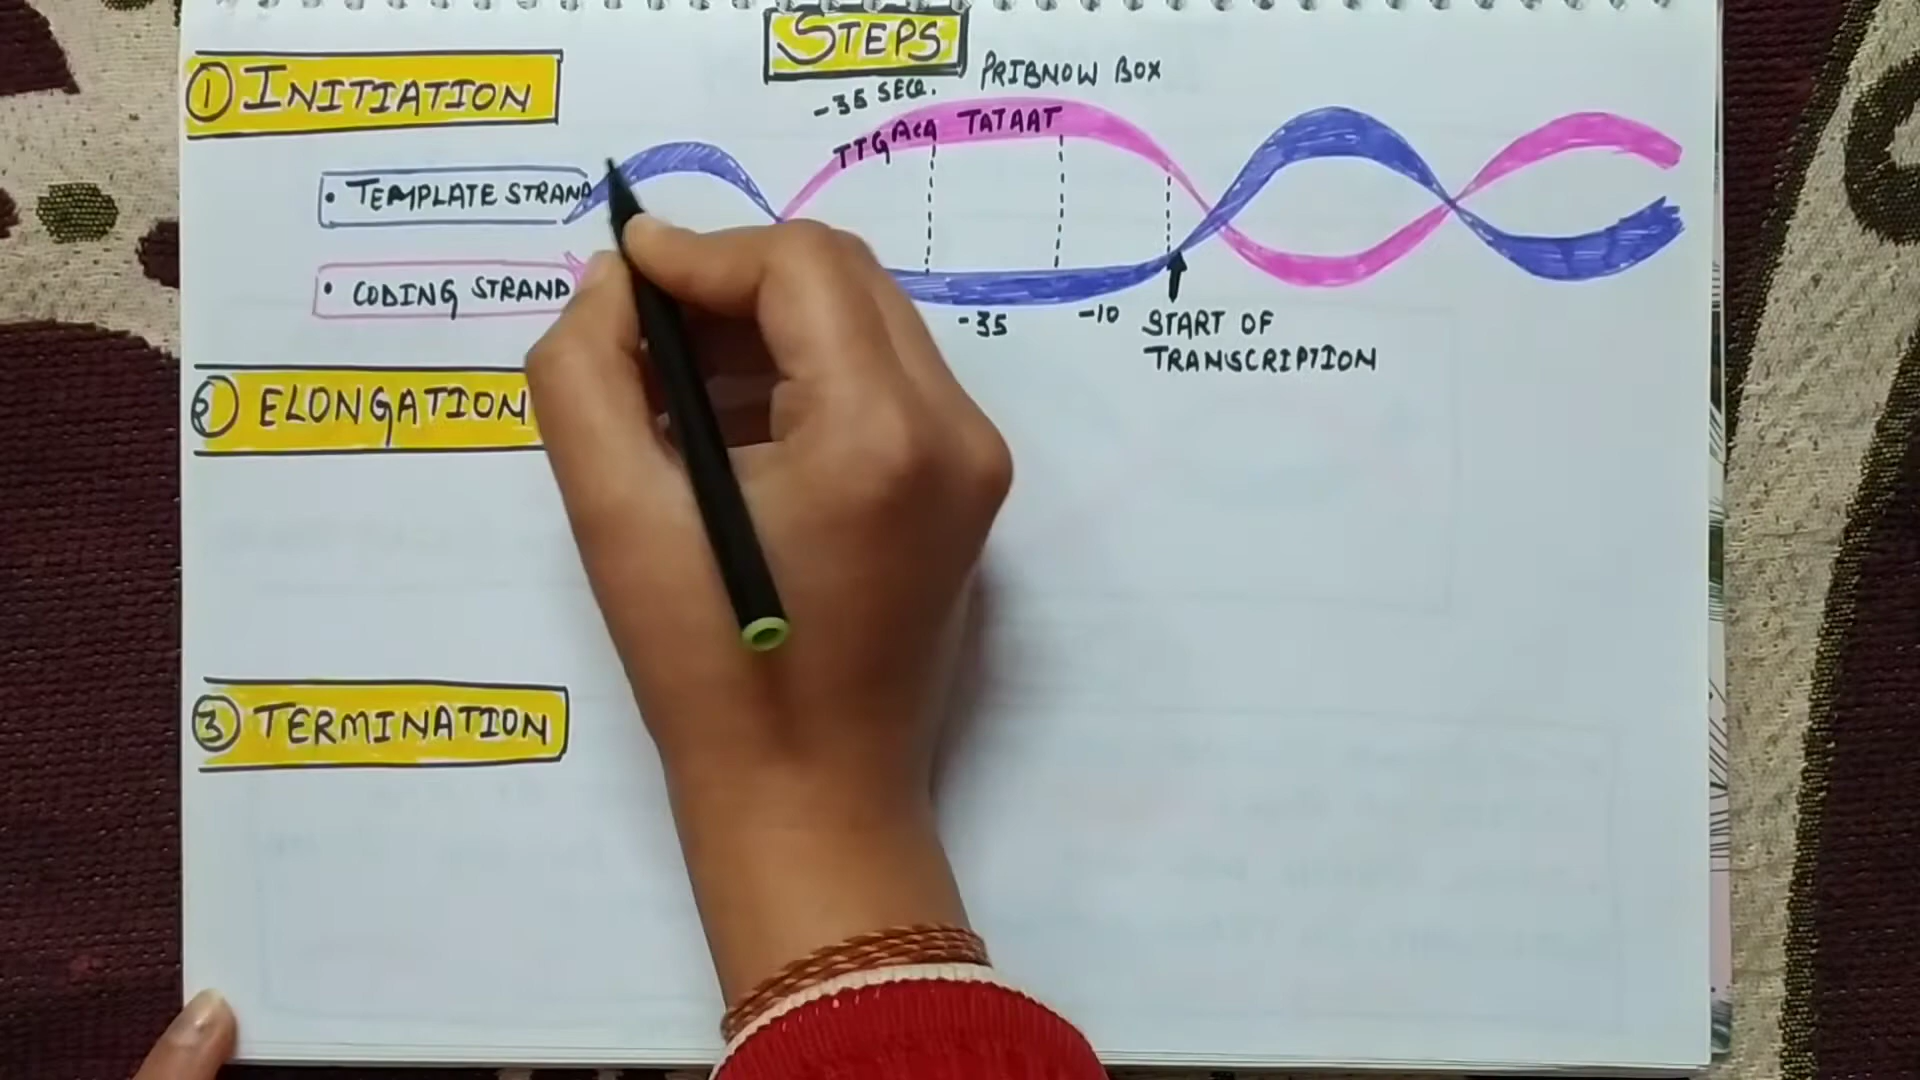 STEPS
① INITIATION
-35 SEQ. PRIBNOW BOX
TTGACA TATAAT
• TEMPLATE STRAND
• CODING STRAND
-35 -10 START OF
TRANSCRIPTION
② ELONGATION
③ TERMINATION